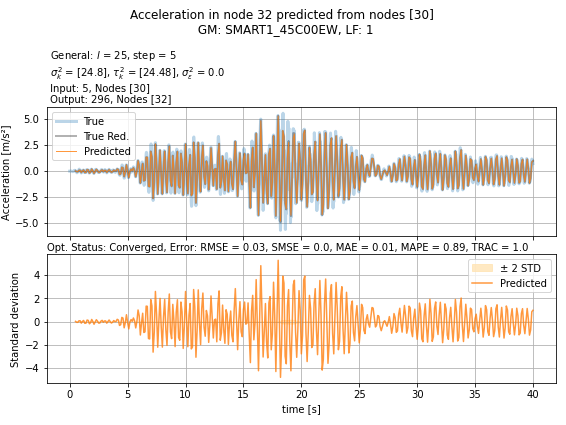 Acceleration in node 32 predicted from nodes [30]
GM: SMART1_45C00EW, LF: 1
General: l = 25, step = 5
σ²ₖ = [24.8], τ²ₖ = [24.48], σ²ε = 0.0
Input: 5, Nodes [30]
Output: 296, Nodes [32]
Acceleration [m/s²]
5.0
2.5
0.0
−2.5
−5.0
True
True Red.
Predicted
Opt. Status: Converged, Error: RMSE = 0.03, SMSE = 0.0, MAE = 0.01, MAPE = 0.89, TRAC = 1.0
Standard deviation
4
2
0
−2
−4
± 2 STD
Predicted
0 5 10 15 20 25 30 35 40
time [s]